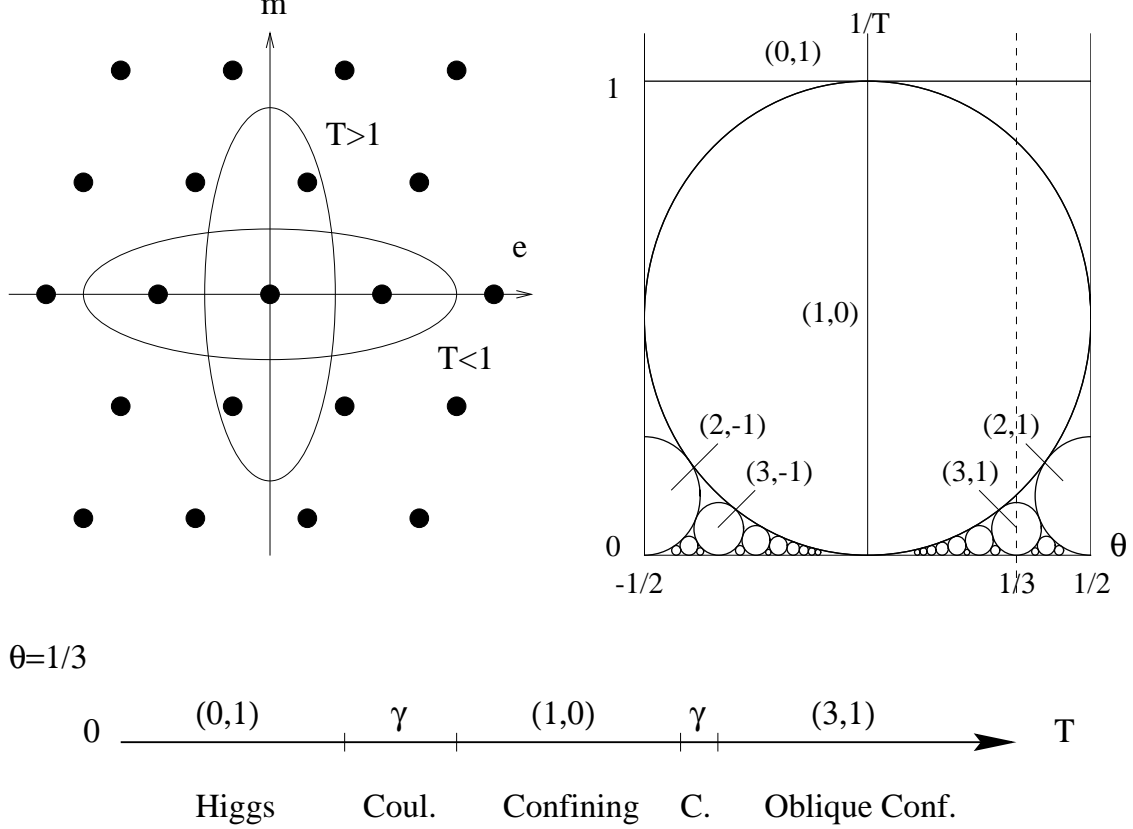 m
T>1
e
T<1
1/T
(0,1)
1
(1,0)
(2,-1)
(2,1)
(3,-1)
(3,1)
0
θ
-1/2
1/3
1/2
θ=1/3
0 (0,1) γ (1,0) γ (3,1) T
Higgs Coul. Confining C. Oblique Conf.